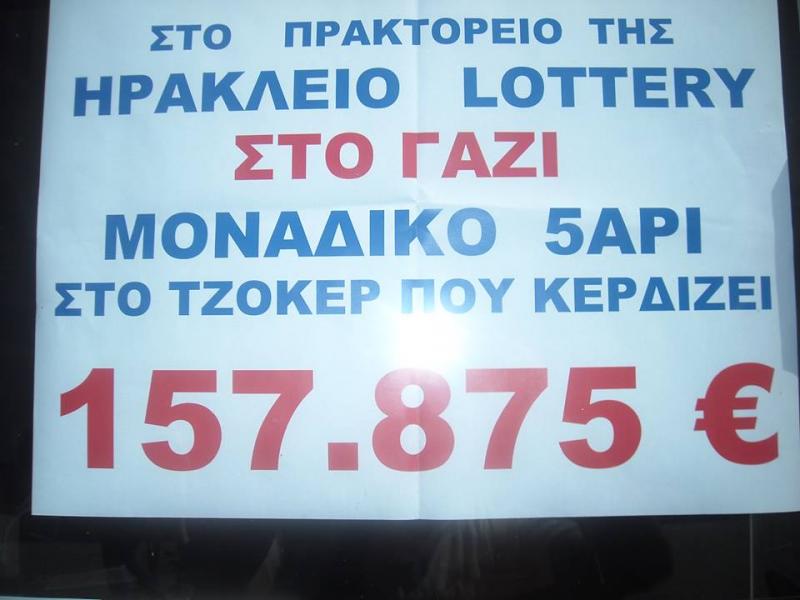 ΣΤΟ ΠΡΑΚΤΟΡΕΙΟ ΤΗΣ
ΗΡΑΚΛΕΙΟ LOTTERY
ΣΤΟ ΓΑΖΙ
ΜΟΝΑΔΙΚΟ 5ΑΡΙ
ΣΤΟ ΤΖΟΚΕΡ ΠΟΥ ΚΕΡΔΙΖΕΙ
157.875 €